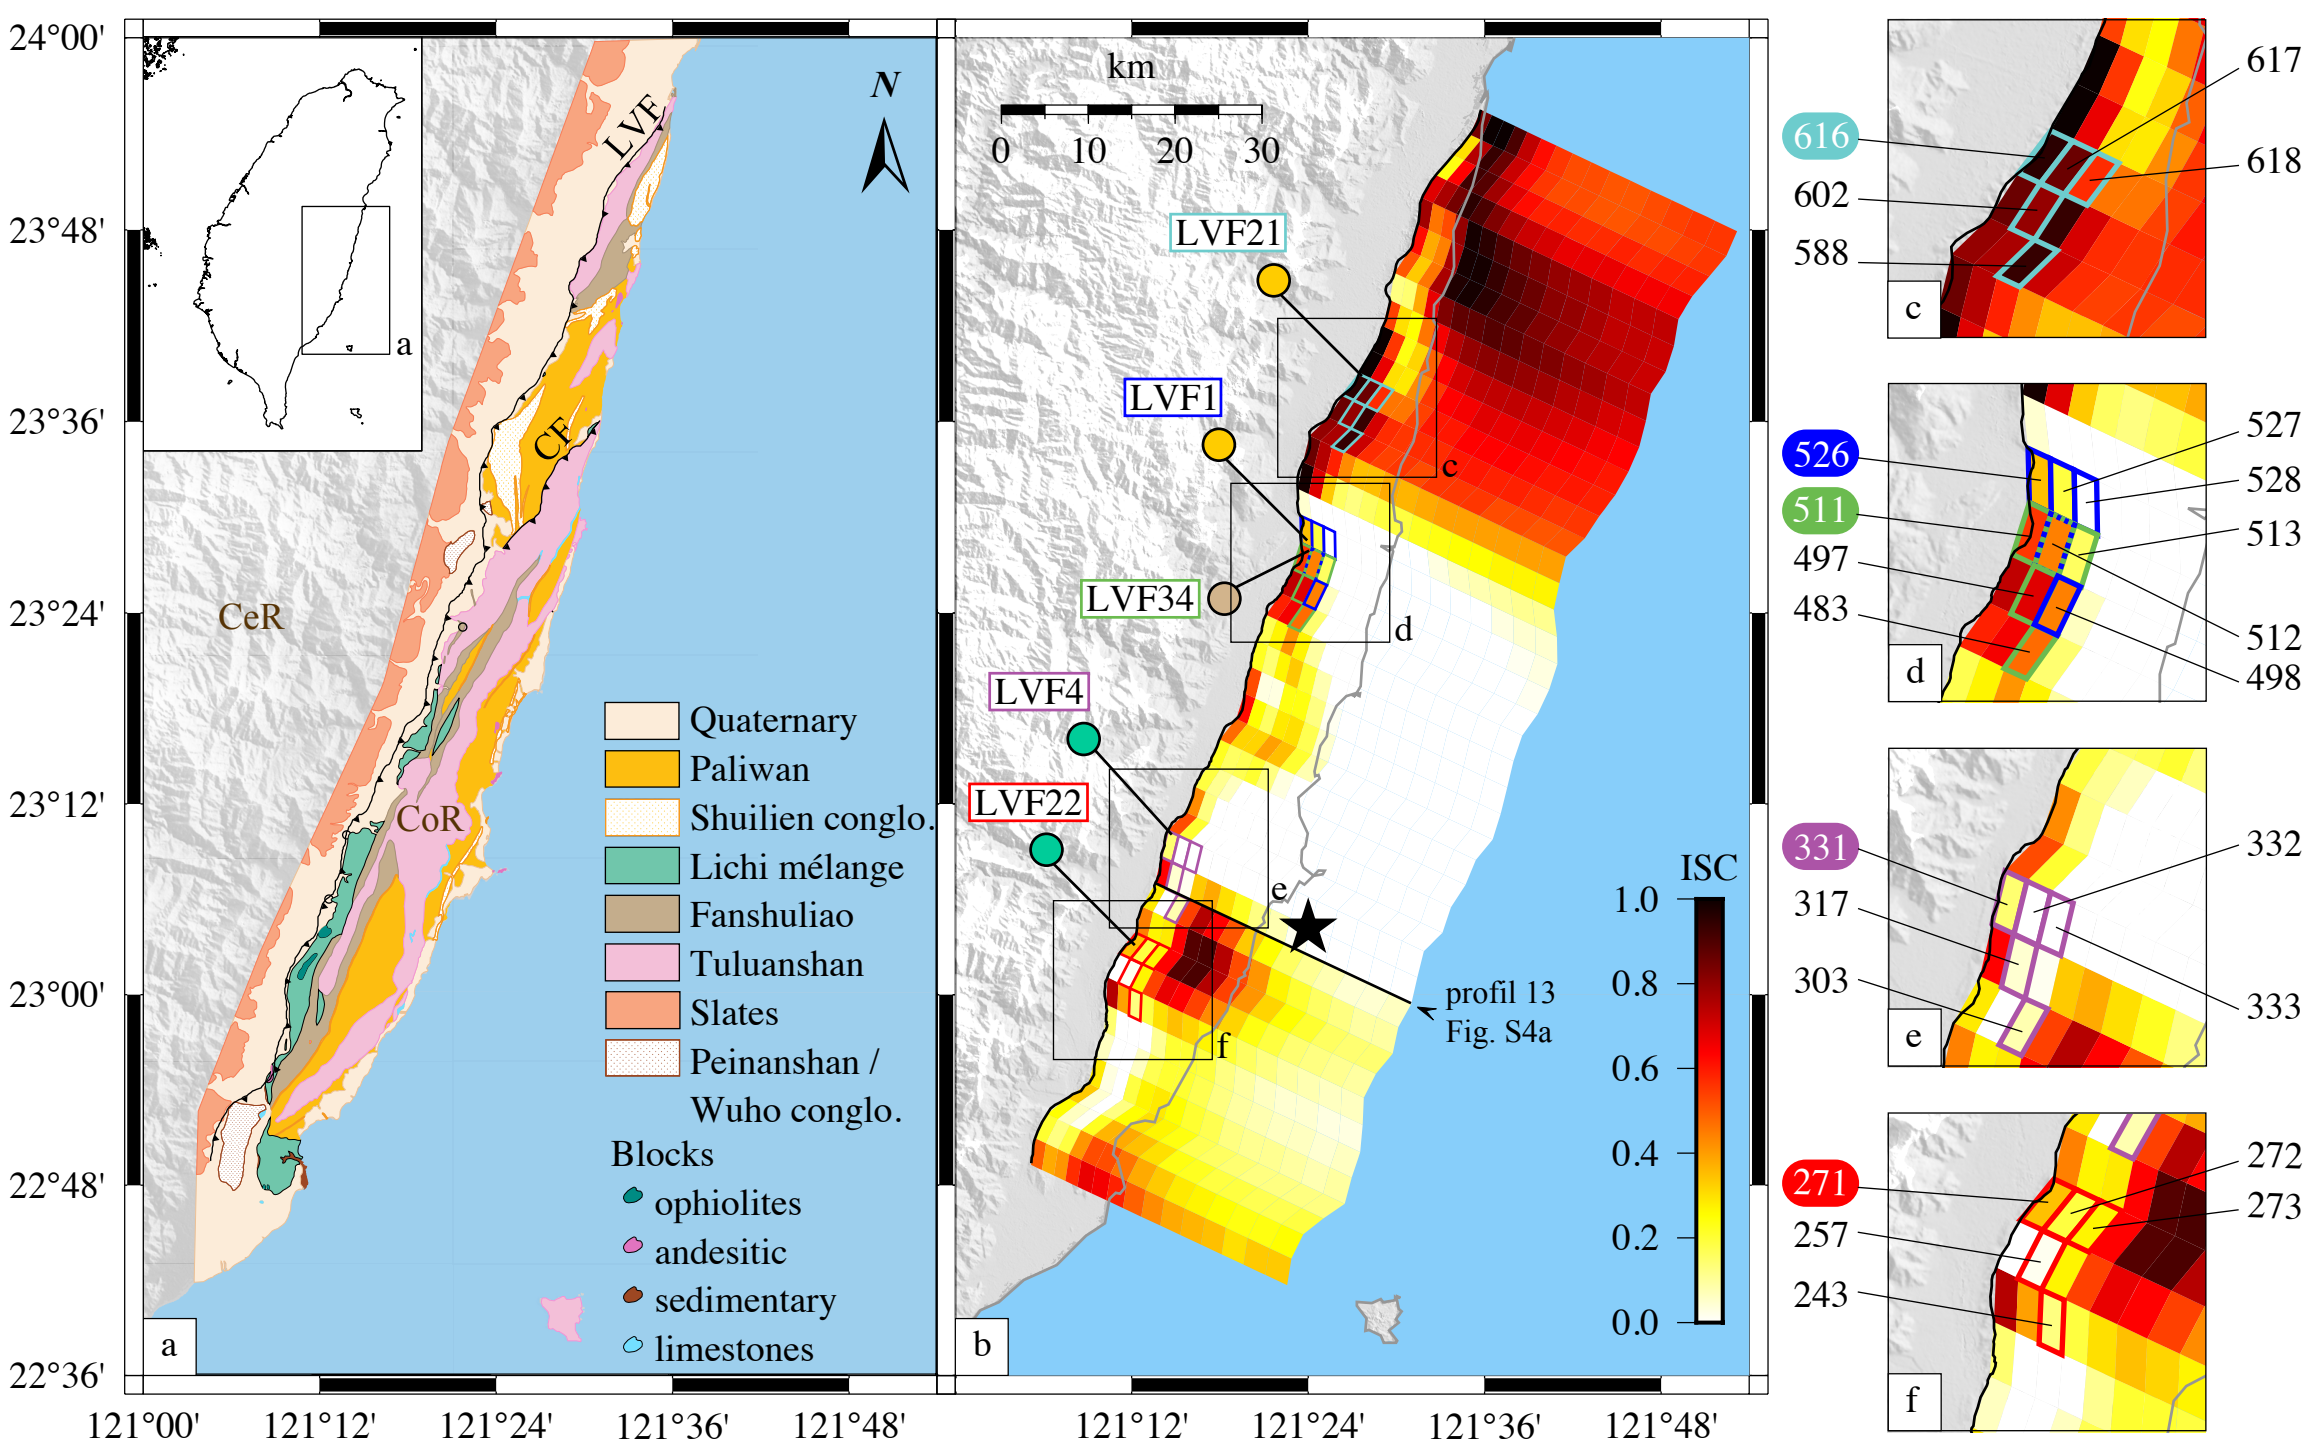 24°00'
23°48'
23°36'
23°24'
23°12'
23°00'
22°48'
22°36'
121°00'
121°12'
121°24'
121°36'
121°48'
a
N
LVF
CF
CeR
CoR
Quaternary
Paliwan
Shuilien conglo.
Lichi mélange
Fanshuliao
Tuluanshan
Slates
Peinanshan /
Wuho conglo.
Blocks
ophiolites
andesitic
sedimentary
limestones
a
km
0 10 20 30
LVF21
LVF1
LVF34
LVF4
LVF22
c
d
e
f
profil 13
Fig. S4a
ISC
1.0
0.8
0.6
0.4
0.2
0.0
b
121°12'
121°24'
121°36'
121°48'
616
602
588
617
618
c
526
511
497
483
527
528
513
512
498
d
331
317
303
332
333
e
271
257
243
272
273
f